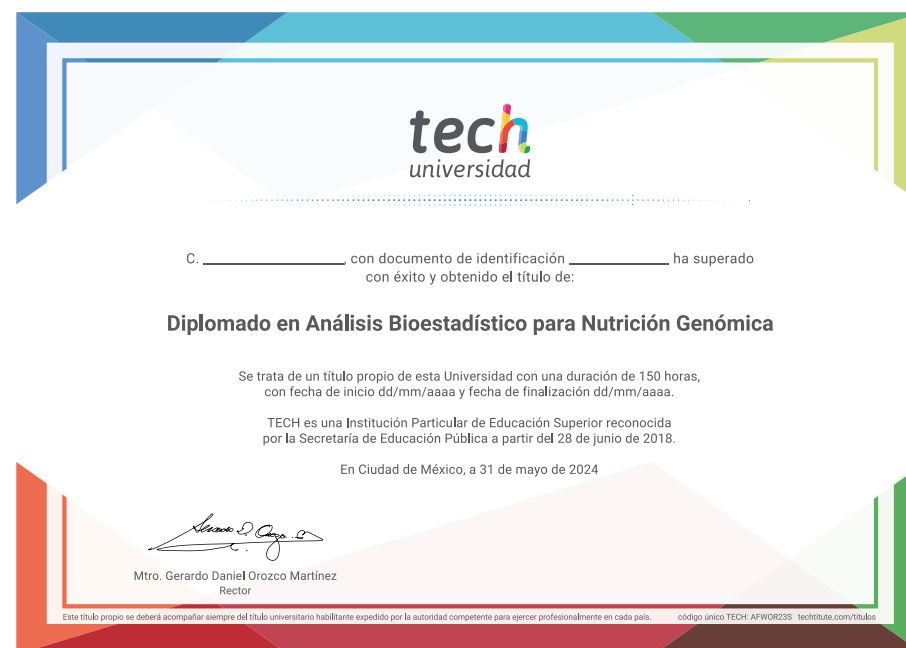 tech
universidad
C. ____________________, con documento de identificación ______________ ha superado
con éxito y obtenido el título de:
Diplomado en Análisis Bioestadístico para Nutrición Genómica
Se trata de un título propio de esta Universidad con una duración de 150 horas,
con fecha de inicio dd/mm/aaaa y fecha de finalización dd/mm/aaaa.
TECH es una Institución Particular de Educación Superior reconocida
por la Secretaría de Educación Pública a partir del 28 de junio de 2018.
En Ciudad de México, a 31 de mayo de 2024
Mtro. Gerardo Daniel Orozco Martínez
Rector
Este título propio se deberá acompañar siempre del título universitario habilitante expedido por la autoridad competente para ejercer profesionalmente en cada país. código único TECH: AFWOR23S techtitute.com/titulos